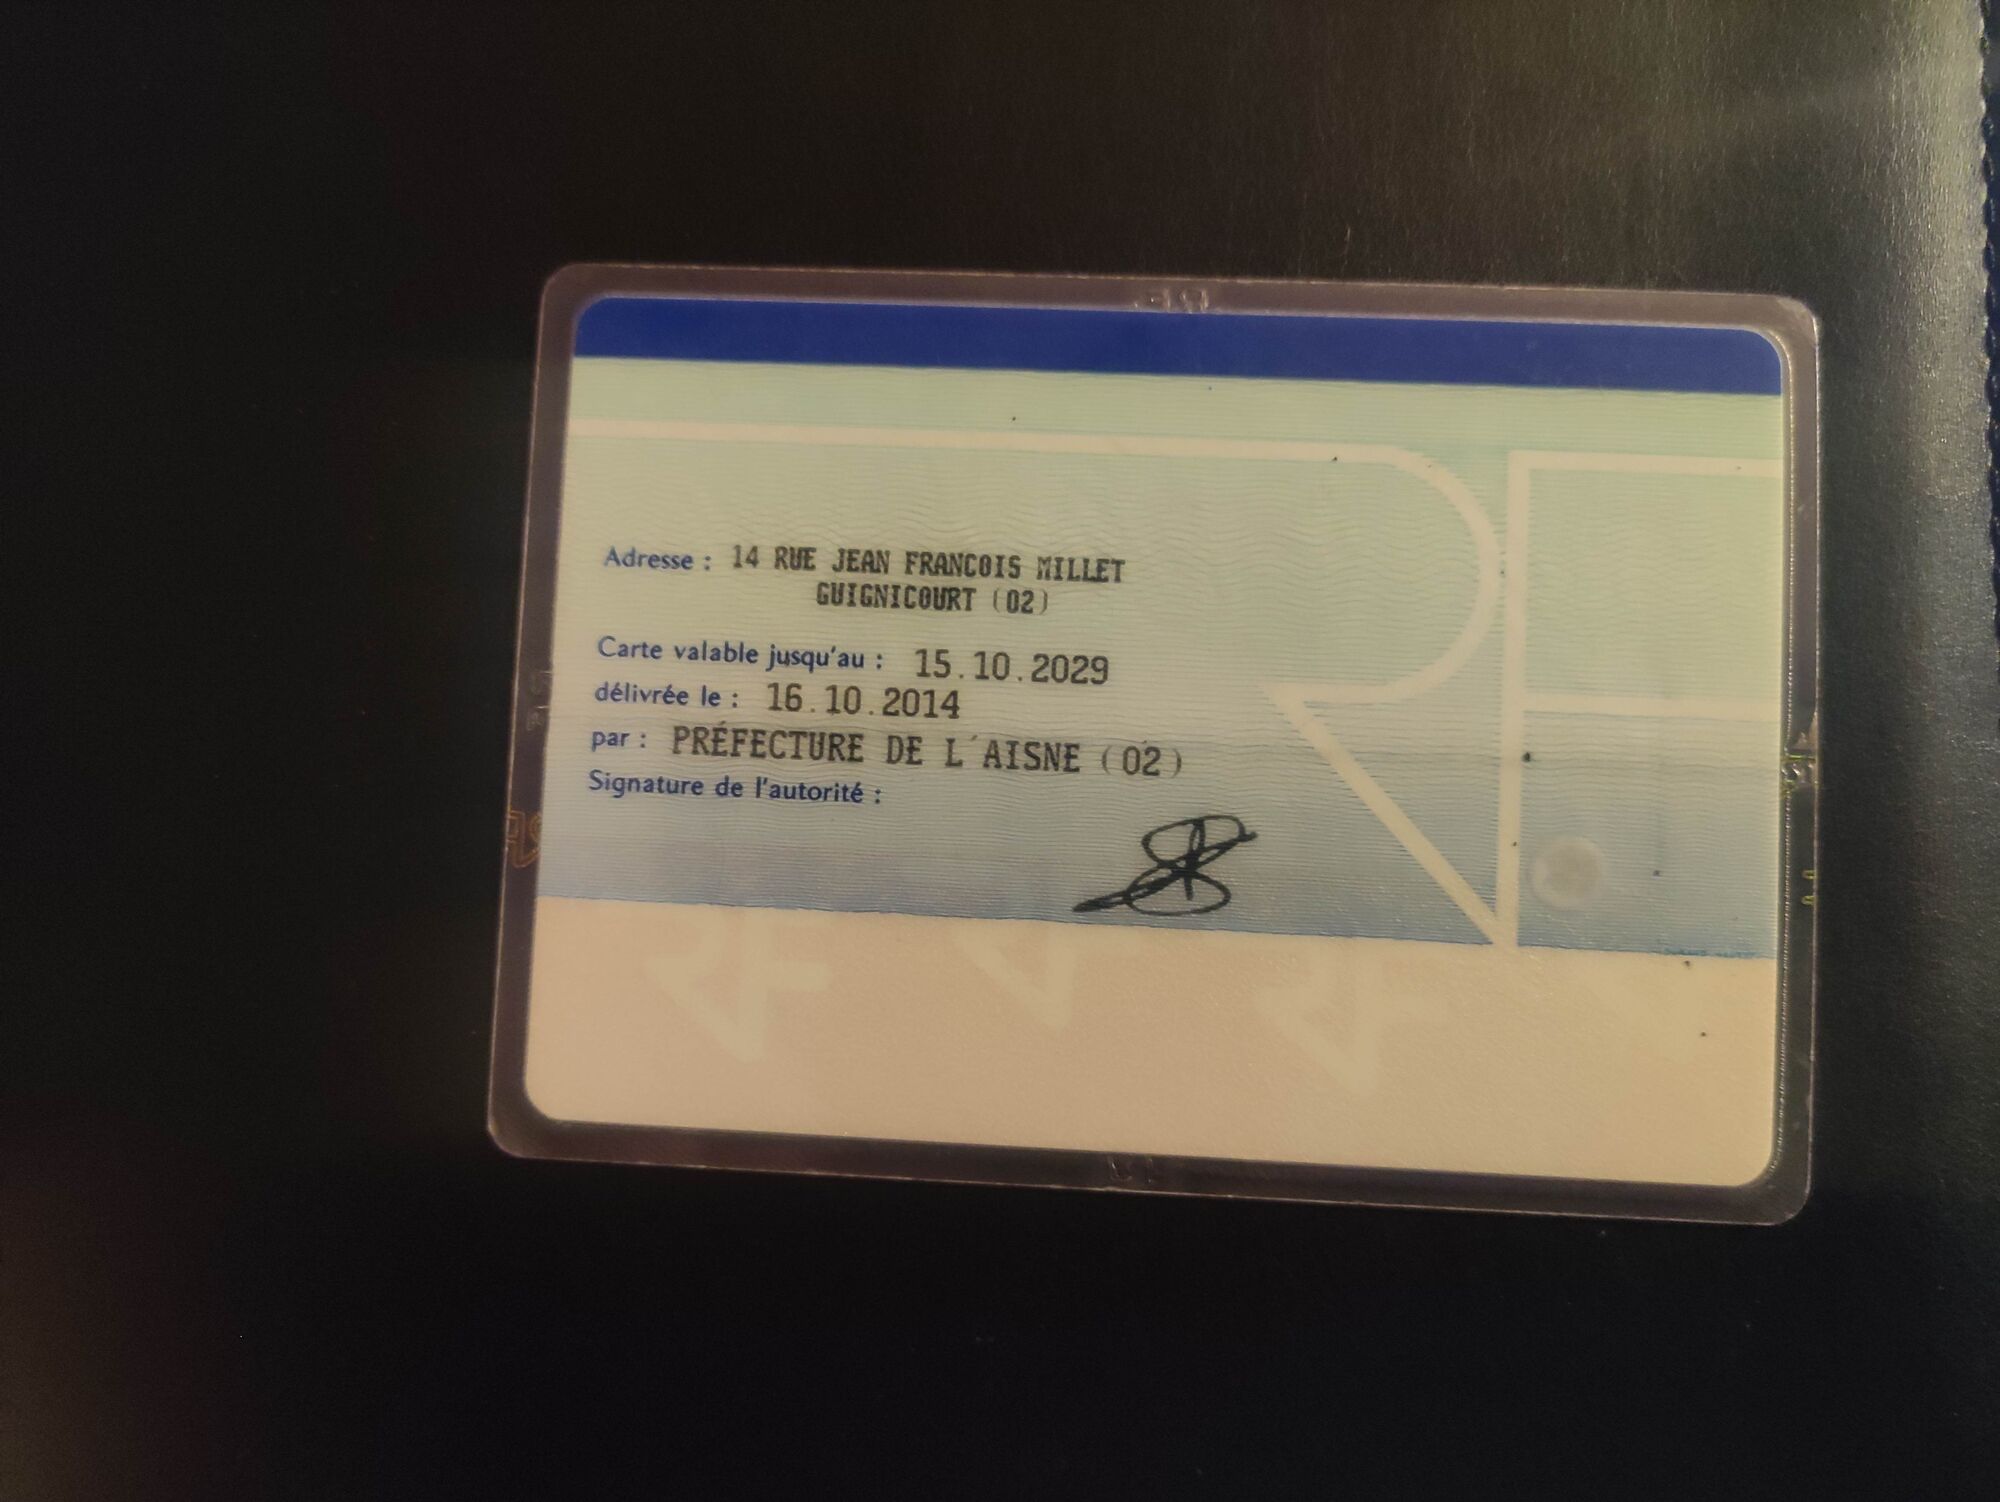 Adresse : 14 RUE JEAN FRANCOIS MILLET
GUIGNICOURT (02)
Carte valable jusqu'au : 15.10.2029
délivrée le : 16.10.2014
par : PRÉFECTURE DE L'AISNE (02)
Signature de l'autorité :
RF